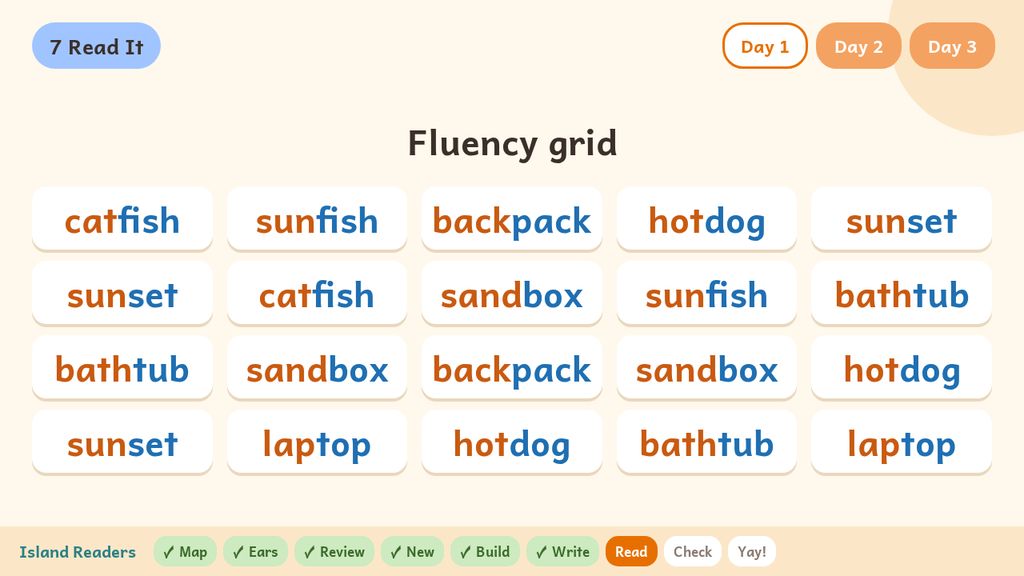 7 Read It
Day 1 Day 2 Day 3
Fluency grid
catfish sunfish backpack hotdog sunset
sunset catfish sandbox sunfish bathtub
bathtub sandbox backpack sandbox hotdog
sunset laptop hotdog bathtub laptop
Island Readers ✓ Map ✓ Ears ✓ Review ✓ New ✓ Build ✓ Write Read Check Yay!